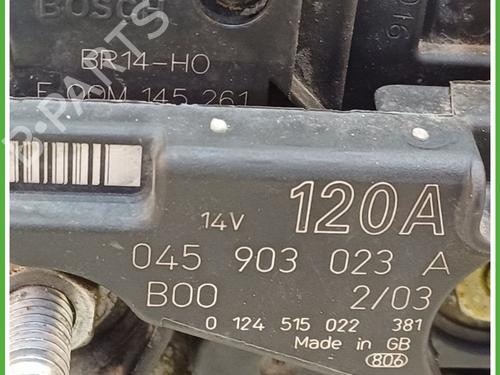 BOSCH
BR14-HO
F 00M 145 261
016
14V 120A
045 903 023 A
B00 2/03
0 124 515 022 381
Made in GB
806